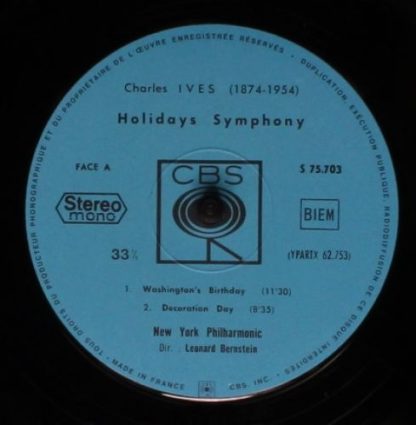 TOUS DROITS DU PRODUCTEUR PHONOGRAPHIQUE ET DU PROPRIETAIRE DE L'ŒUVRE ENREGISTRÉE RÉSERVÉS - DUPLICATION, EXÉCUTION PUBLIQUE, RADIODIFFUSION DE CE DISQUE INTERDITES
Charles IVES (1874-1954)
Holidays Symphony
FACE A
CBS
S 75.703
Stereo
mono
BIEM
33⅓
(YPARTX 62.753)
1. Washington's Birthday (11'30)
2. Decoration Day (8'35)
New York Philharmonic
Dir. : Leonard Bernstein
MADE IN FRANCE
CBS, INC.